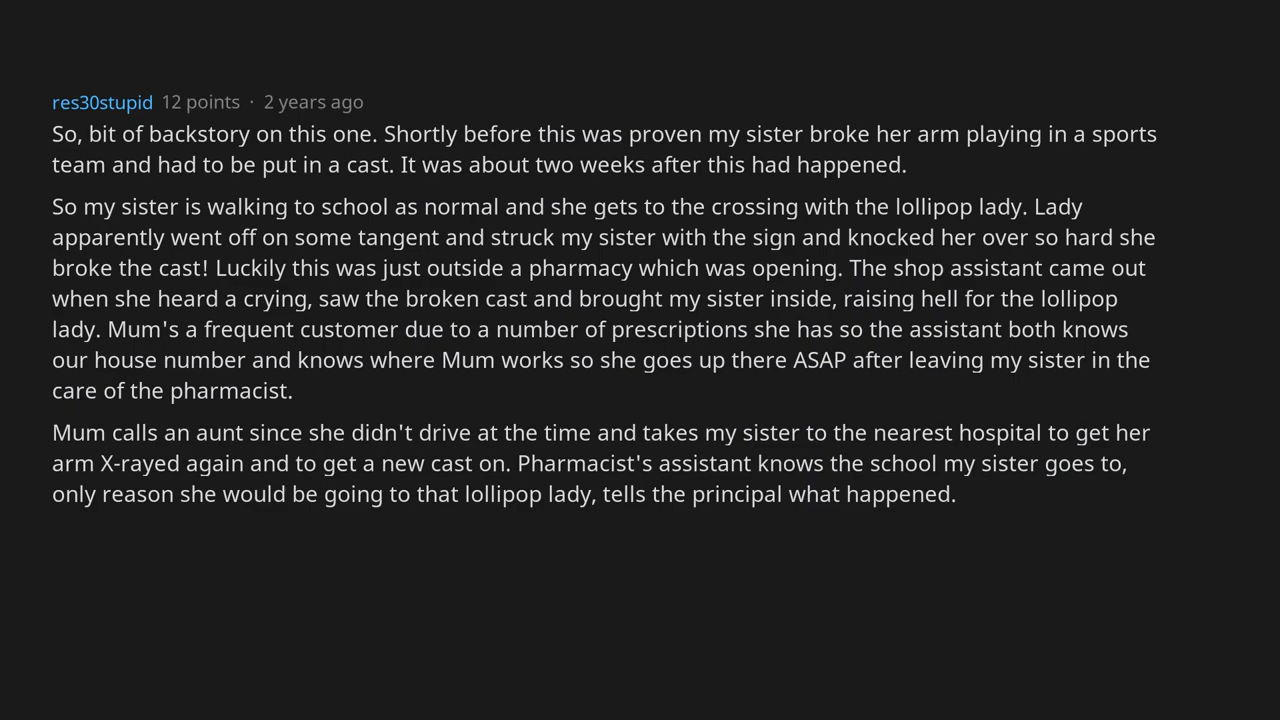 res30stupid 12 points · 2 years ago
So, bit of backstory on this one. Shortly before this was proven my sister broke her arm playing in a sports
team and had to be put in a cast. It was about two weeks after this had happened.
So my sister is walking to school as normal and she gets to the crossing with the lollipop lady. Lady
apparently went off on some tangent and struck my sister with the sign and knocked her over so hard she
broke the cast! Luckily this was just outside a pharmacy which was opening. The shop assistant came out
when she heard a crying, saw the broken cast and brought my sister inside, raising hell for the lollipop
lady. Mum's a frequent customer due to a number of prescriptions she has so the assistant both knows
our house number and knows where Mum works so she goes up there ASAP after leaving my sister in the
care of the pharmacist.
Mum calls an aunt since she didn't drive at the time and takes my sister to the nearest hospital to get her
arm X-rayed again and to get a new cast on. Pharmacist's assistant knows the school my sister goes to,
only reason she would be going to that lollipop lady, tells the principal what happened.